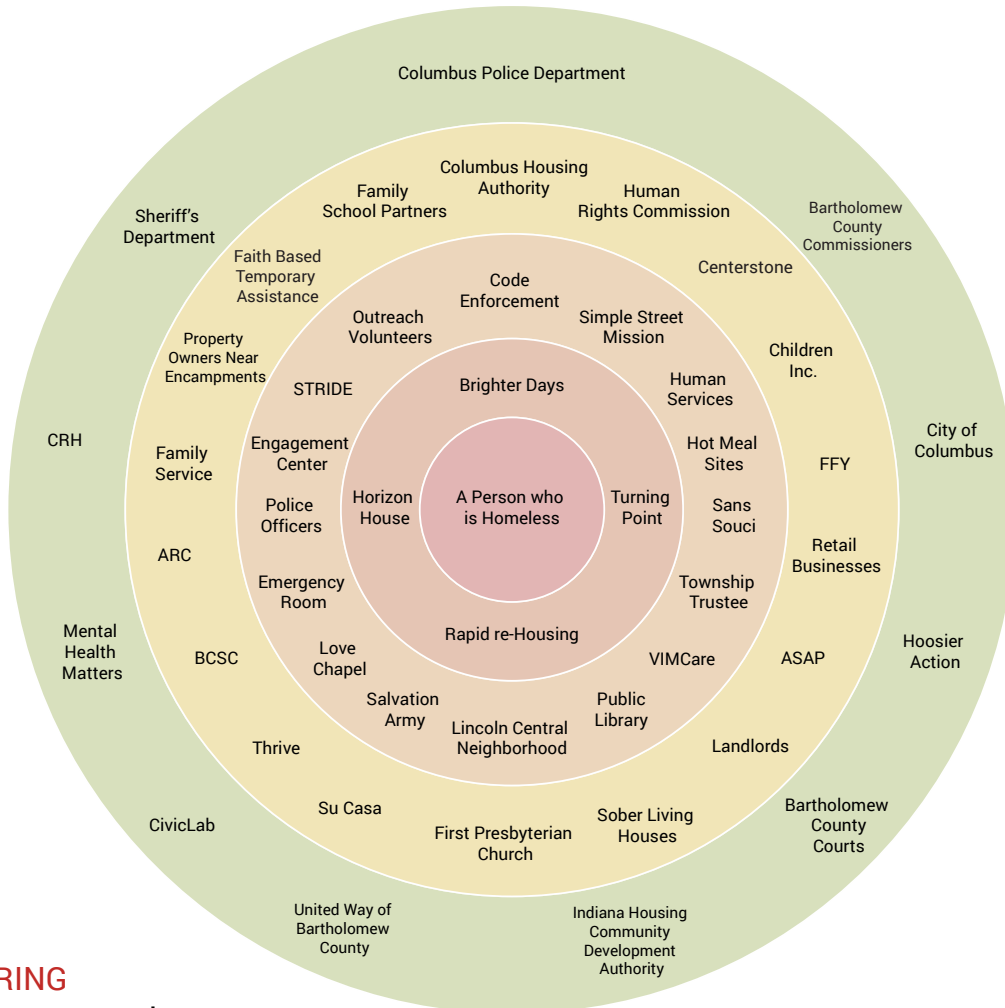 Columbus Police Department
Sheriff's
Department
Bartholomew
County
Commissioners
CRH
City of
Columbus
Mental
Health
Matters
Hoosier
Action
CivicLab
Bartholomew
County
Courts
United Way of
Bartholomew
County
Indiana Housing
Community
Development
Authority
Columbus Housing
Authority
Family
School Partners
Human
Rights Commission
Faith Based
Temporary
Assistance
Centerstone
Property
Owners Near
Encampments
Children
Inc.
Family
Service
FFY
ARC
Retail
Businesses
BCSC
ASAP
Thrive
Landlords
Su Casa
First Presbyterian
Church
Sober Living
Houses
Code
Enforcement
Outreach
Volunteers
Simple Street
Mission
STRIDE
Human
Services
Engagement
Center
Hot Meal
Sites
Police
Officers
Sans
Souci
Emergency
Room
Township
Trustee
Love
Chapel
VIMCare
Salvation
Army
Lincoln Central
Neighborhood
Public
Library
Brighter Days
Horizon
House
Turning
Point
Rapid re-Housing
A Person who
is Homeless
RING